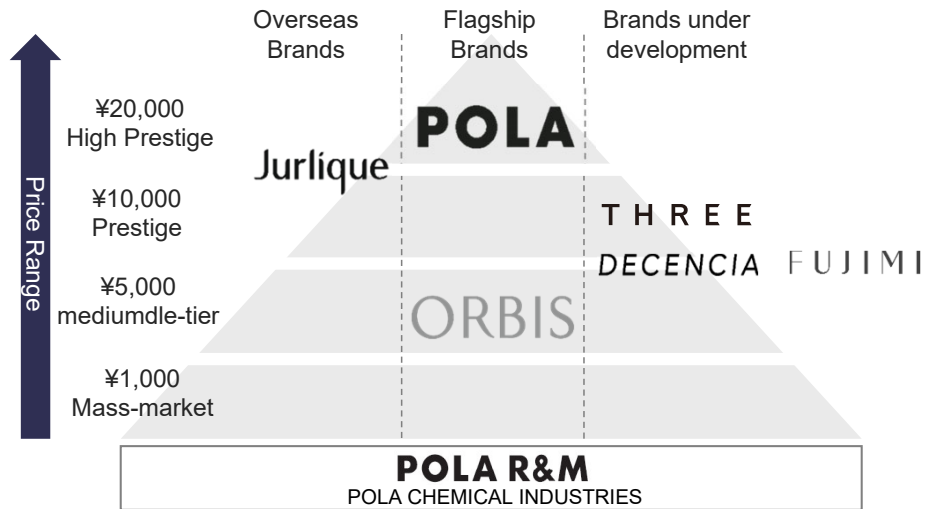 Overseas
Brands
Flagship
Brands
Brands under
development
Price Range
¥20,000
High Prestige
¥10,000
Prestige
¥5,000
mediumdle-tier
¥1,000
Mass-market
POLA
Jurlique
THREE
DECENCIA
FUJIMI
ORBIS
POLA R&M
POLA CHEMICAL INDUSTRIES